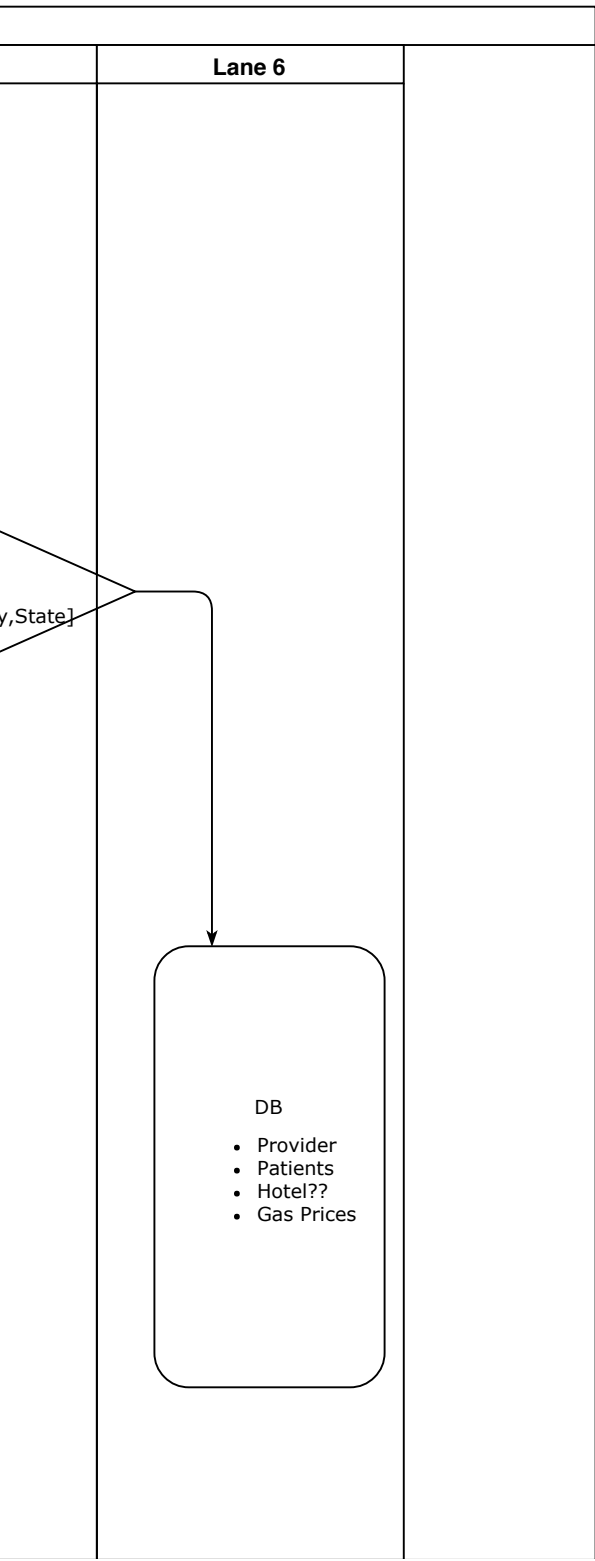 Lane 6
y,State]
DB
• Provider
• Patients
• Hotel??
• Gas Prices